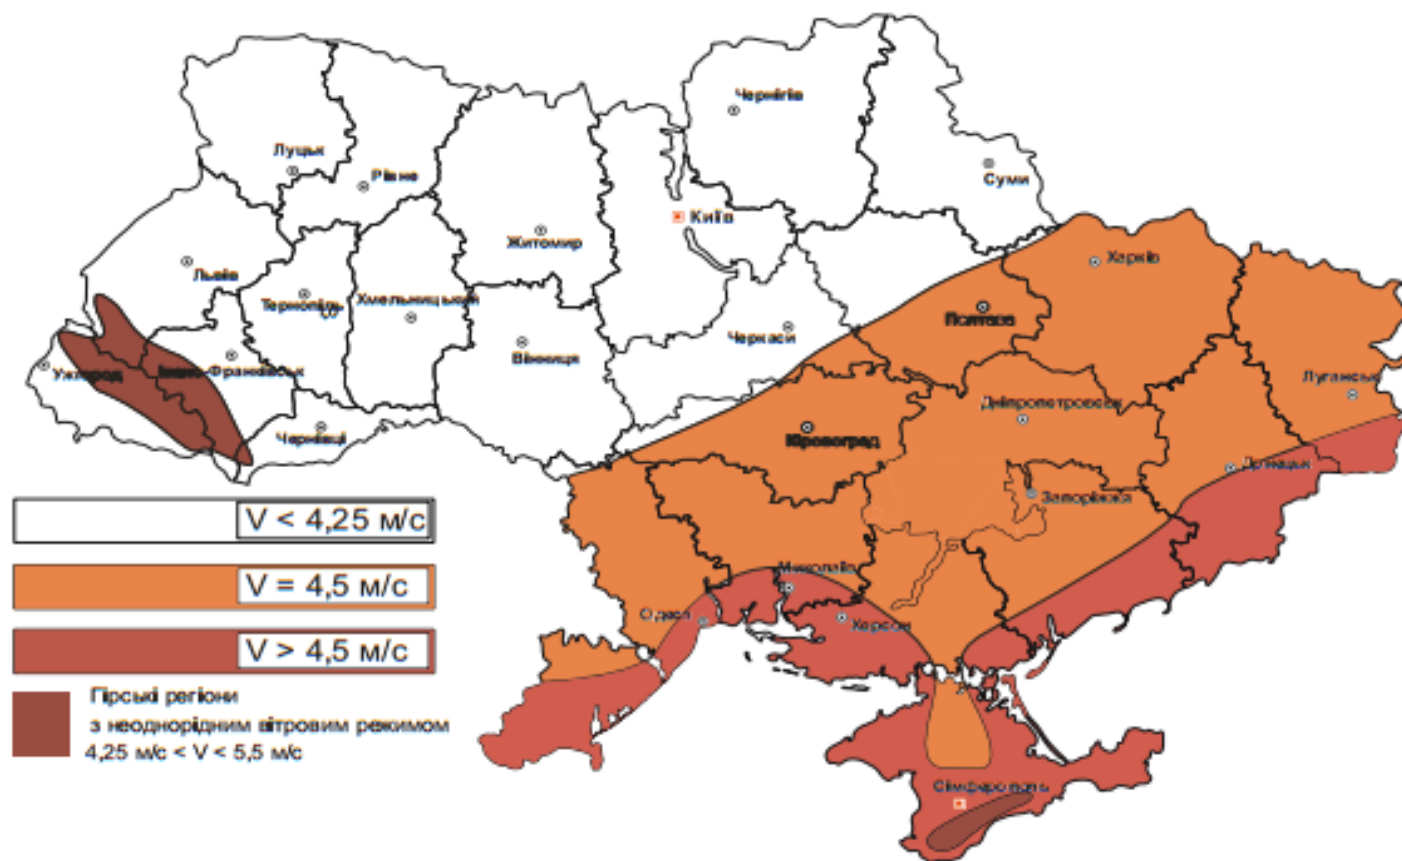 Чернігів
Луцьк
Рівне
Суми
Київ
Житомир
Львів
Харків
Тернопіль
Хмельницький
Полтава
Черкаси
Вінниця
Ужгород
Івано-Франківськ
Луганськ
Дніпропетровськ
Чернівці
Кіровоград
Донецьк
Запоріжжя
V < 4,25 м/с
V = 4,5 м/с
Миколаїв
Одеса
Херсон
V > 4,5 м/с
Гірські регіони
з неоднорідним вітровим режимом
4,25 м/с < V < 5,5 м/с
Сімферополь